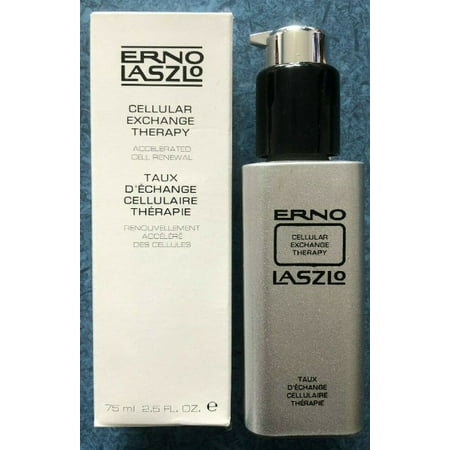 ERNO
LASZLO
CELLULAR
EXCHANGE
THERAPY
ACCELERATED
CELL RENEWAL
TAUX
D'ÉCHANGE
CELLULAIRE
THÉRAPIE
RENOUVELLEMENT
ACCÉLÉRÉ
DES CELLULES
75 ml 2.5 FL. OZ. e
ERNO
CELLULAR
EXCHANGE
THERAPY
LASZLO
TAUX
D'ÉCHANGE
CELLULAIRE
THÉRAPIE